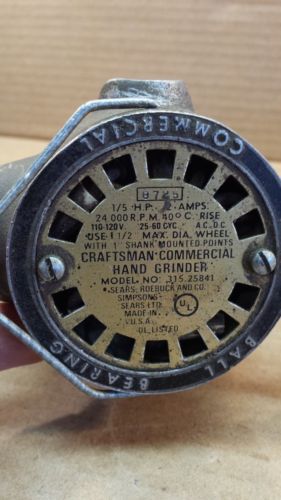 COMMERCIAL
8725
1/5 H.P. 2 AMPS.
24 000 R.P.M. 40°C RISE
110-120V. 25-60 CYC. A.C. D.C.
USE 1 1/2" MAX. DIA. WHEEL
WITH 1" SHANK MOUNTED POINTS
CRAFTSMAN COMMERCIAL
HAND GRINDER
MODEL NO. 315.25841
SEARS, ROEBUCK AND CO.
SIMPSONS-
SEARS LTD.
MADE IN
U.S.A.
UL
UL LISTED
BALL BEARING